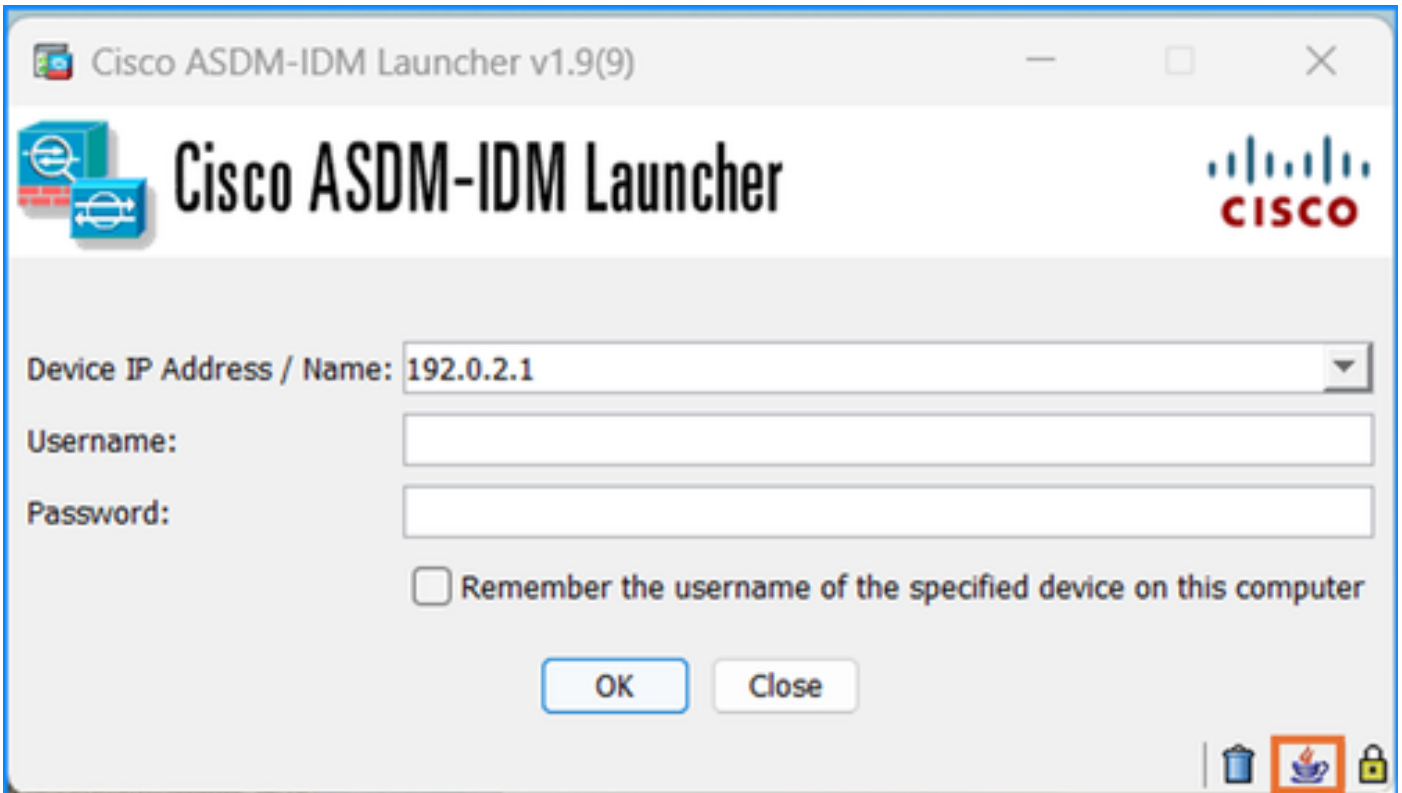 Cisco ASDM-IDM Launcher v1.9(9)
Cisco ASDM-IDM Launcher
CISCO
Device IP Address / Name: 192.0.2.1
Username:
Password:
Remember the username of the specified device on this computer
OK Close